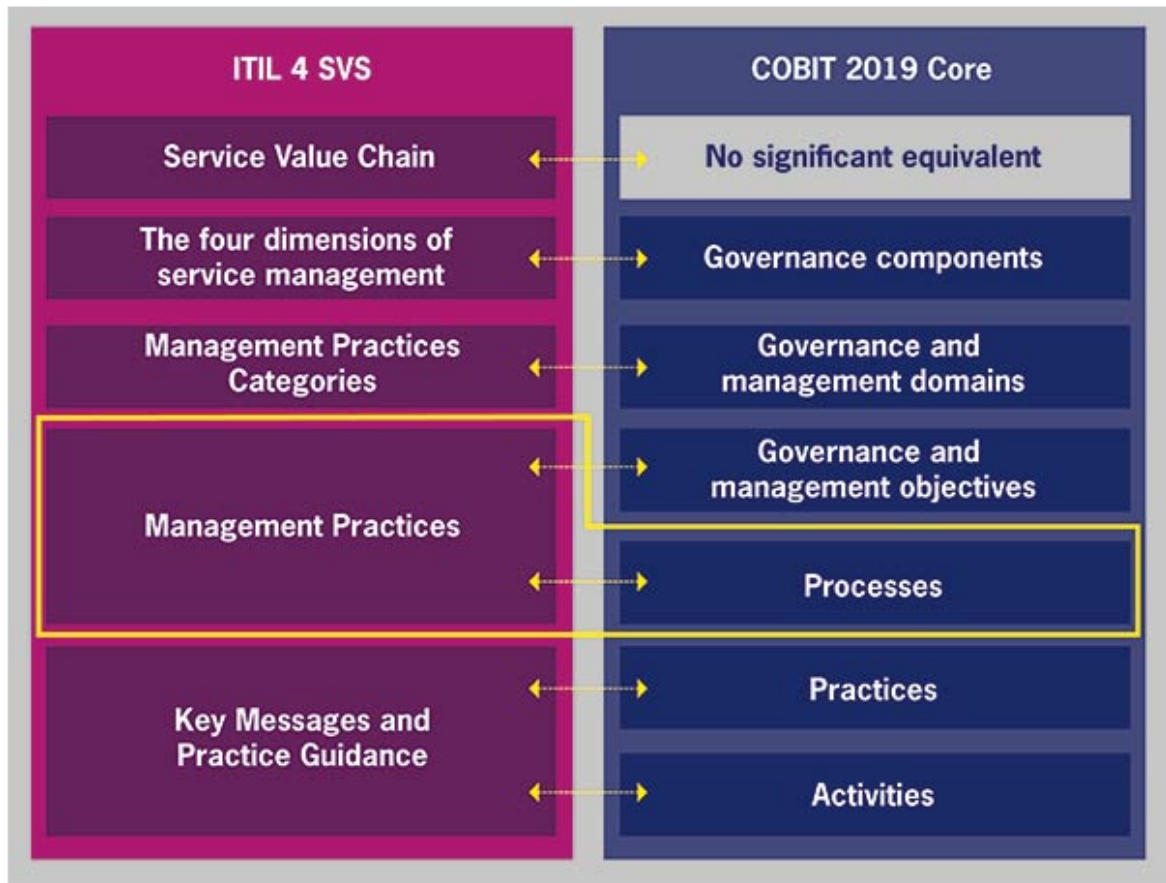 ITIL 4 SVS
COBIT 2019 Core
Service Value Chain
No significant equivalent
The four dimensions of
service management
Governance components
Management Practices
Categories
Governance and
management domains
Management Practices
Governance and
management objectives
Processes
Key Messages and
Practice Guidance
Practices
Activities